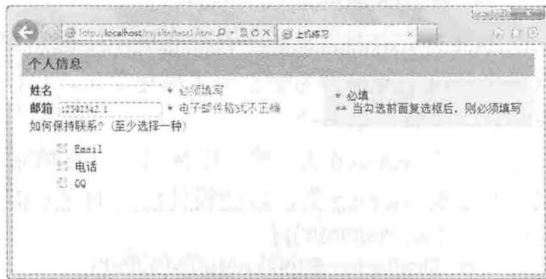 localhost
上机练习
个人信息
姓名 * 必须填写
邮箱 * 电子邮件格式不正确
如何保持联系?(至少选择一种)
Email
电话
QQ
* 必填
** 当勾选前面复选框后，则必须填写